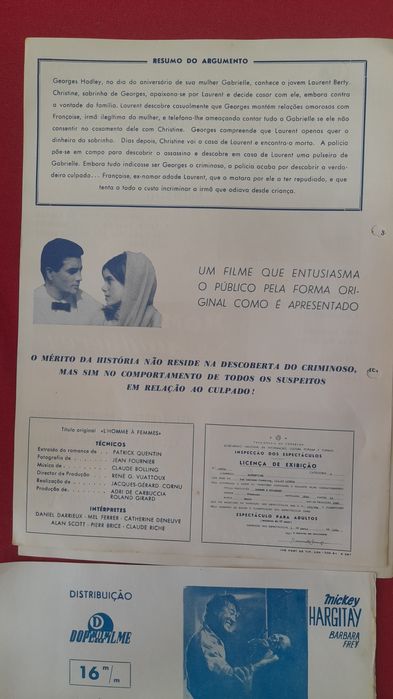 RESUMO DO ARGUMENTO
Georges Hadley, no dia do aniversário de sua mulher Gabrielle, conhece o jovem Laurent Berty.
Christine, sobrinha de Georges, apaixona-se por Laurent e decide casar com ele, embora contra
a vontade da família. Laurent descobre casualmente que Georges mantém relações amorosas com
Françoise, irmã ilegítima da mulher, e telefona-lhe ameaçando contar tudo a Gabrielle se ele não
consentir no casamento dele com Christine. Georges compreende que Laurent apenas quer o
dinheiro da sobrinha. Dias depois, Christine vai a casa de Laurent e encontra-o morto. A polícia
põe-se em campo para descobrir o assassino e descobre em casa de Laurent uma pulseira de
Gabrielle. Embora tudo indicasse ser Georges o criminoso, a polícia acaba por descobrir a verda-
deira culpada... Françoise, ex-namorada de Laurent, que o matara por ele a ter repudiado, e que
tenta a todo o custo incriminar a irmã que odiava desde criança.
UM FILME QUE ENTUSIASMA
O PÚBLICO PELA FORMA ORI-
GINAL COMO É APRESENTADO
O MÉRITO DA HISTÓRIA NÃO RESIDE NA DESCOBERTA DO CRIMINOSO,
MAS SIM NO COMPORTAMENTO DE TODOS OS SUSPEITOS
EM RELAÇÃO AO CULPADO!
Título original «L'HOMME À FEMMES»
TÉCNICOS
Extraído do romance de . . PATRICK QUENTIN
Fotografia de . . . JEAN FOURNIER
Música de . . . CLAUDE BOLLING
Director de Produção . . RENÉ G. VUATTOUX
Realização de . . . JACQUES-GÉRARD CORNU
Produção de . . . ADRI DE CARBUCCIA
ROLAND GIRARD
INTÉRPRETES
DANIEL DARRIEUX - MEL FERRER - CATHERINE DENEUVE
ALAN SCOTT - PIERRE BRICE - CLAUDE RICHE
INSPECÇÃO DOS ESPECTÁCULOS
LICENÇA DE EXIBIÇÃO
ESPECTÁCULO PARA ADULTOS
DISTRIBUIÇÃO
D
DOPERFILME
16 m/m
mickey
HARGITAY
BARBARA
FREY